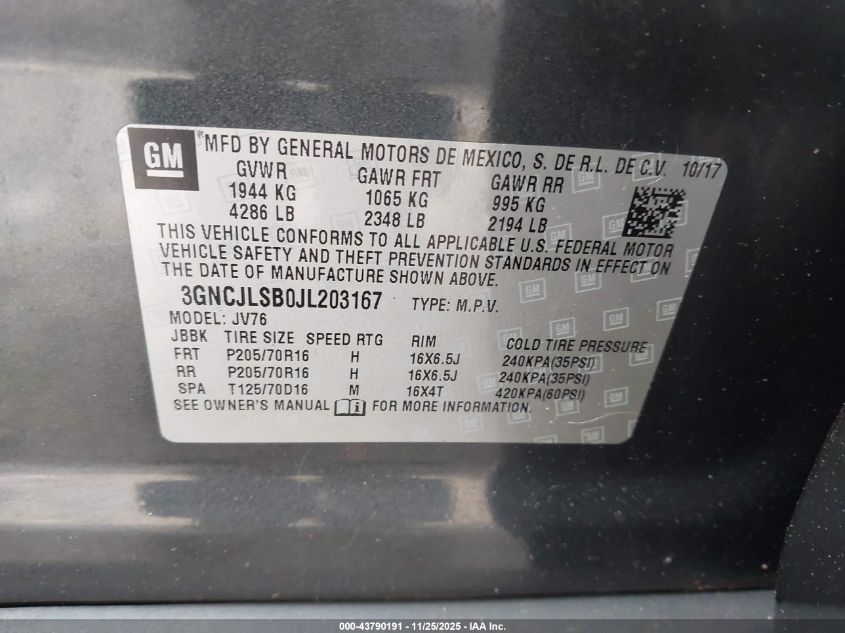 GM
MFD BY GENERAL MOTORS DE MEXICO, S. DE R.L. DE C.V. 10/17
GVWR GAWR FRT GAWR RR
1944 KG 1065 KG 995 KG
4286 LB 2348 LB 2194 LB
THIS VEHICLE CONFORMS TO ALL APPLICABLE U.S. FEDERAL MOTOR
VEHICLE SAFETY AND THEFT PREVENTION STANDARDS IN EFFECT ON
THE DATE OF MANUFACTURE SHOWN ABOVE.
3GNCJLSB0JL203167 TYPE: M.P.V.
MODEL: JV76
JBBK TIRE SIZE SPEED RTG RIM COLD TIRE PRESSURE
FRT P205/70R16 H 16X6.5J 240KPA(35PSI)
RR P205/70R16 H 16X6.5J 240KPA(35PSI)
SPA T125/70D16 M 16X4T 420KPA(60PSI)
SEE OWNER'S MANUAL FOR MORE INFORMATION.
000-43790191 - 11/25/2025 - IAA Inc.